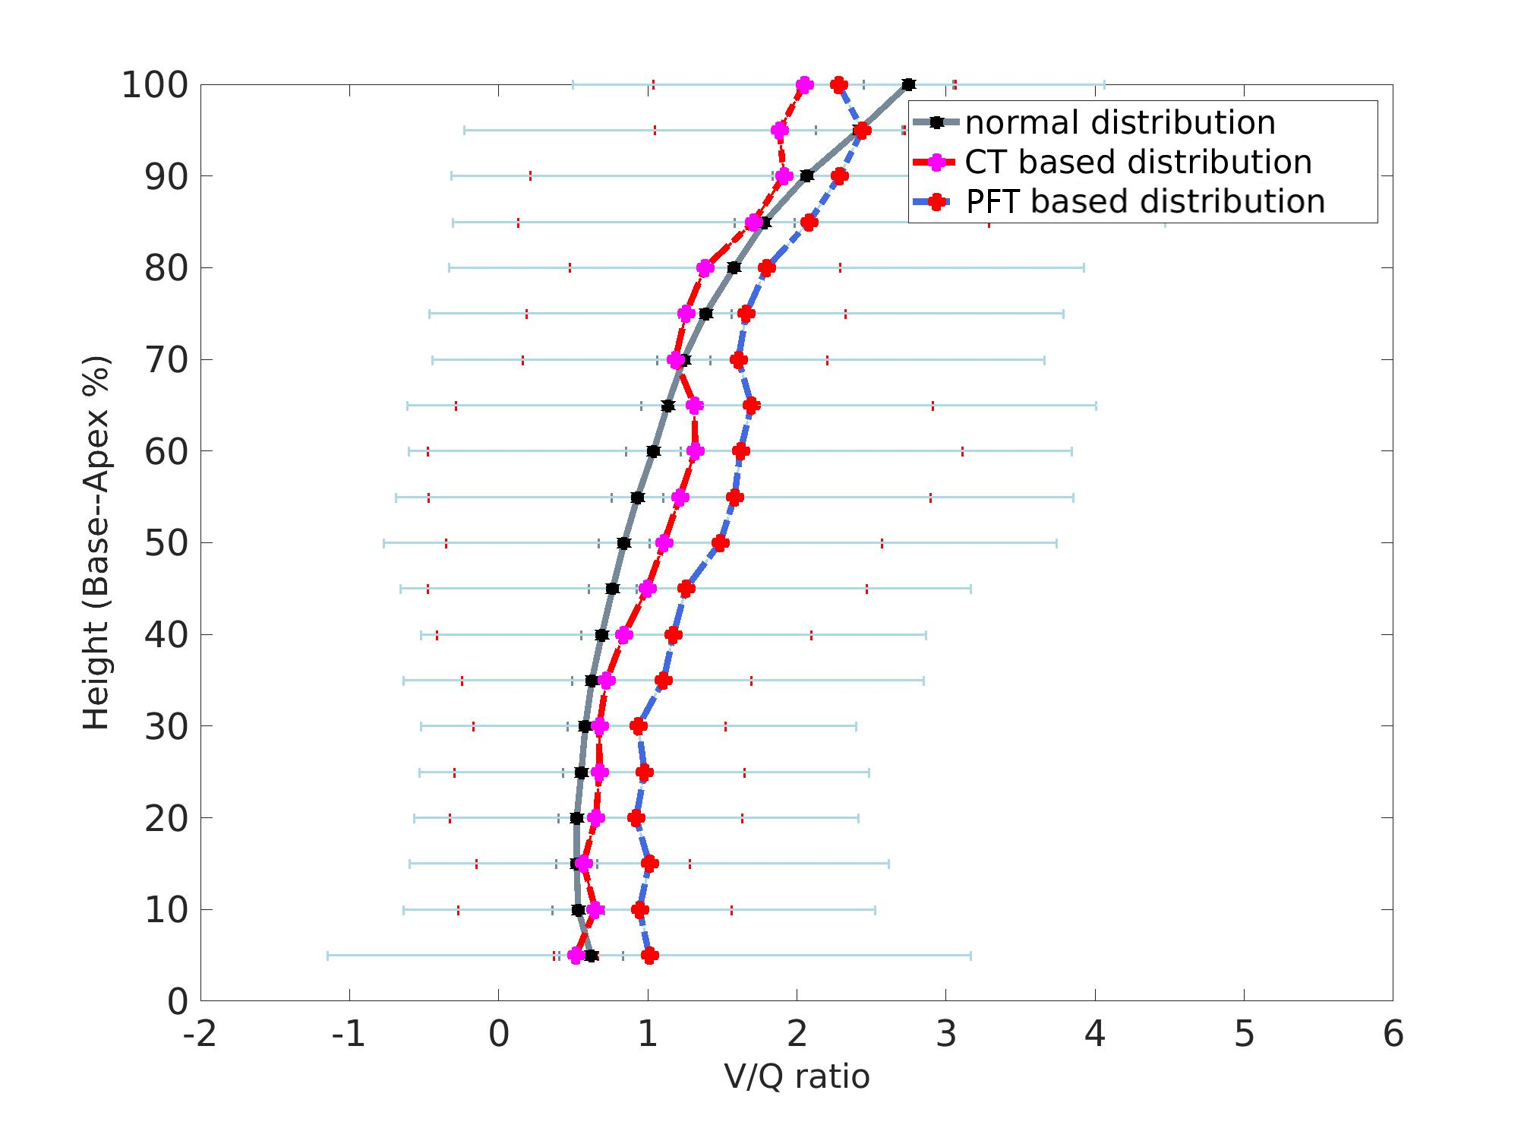 100
90
80
70
60
50
40
30
20
10
0
Height (Base--Apex %)
normal distribution
CT based distribution
PFT based distribution
-2 -1 0 1 2 3 4 5 6
V/Q ratio